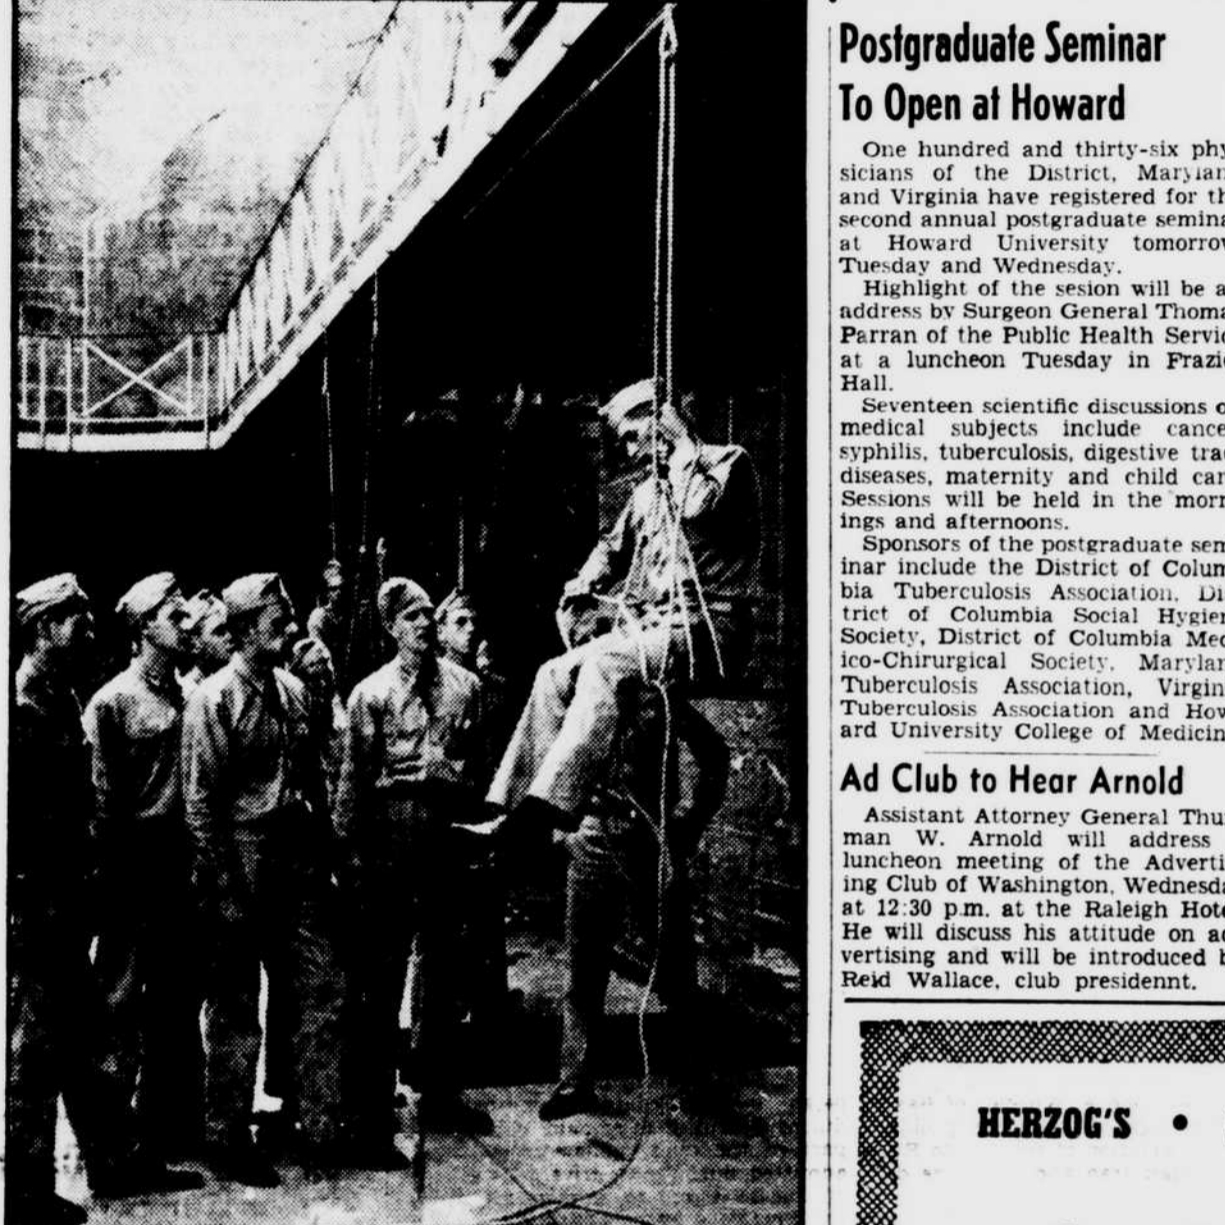 Postgraduate Seminar
To Open at Howard
One hundred and thirty-six phy
sicians of the District, Marylan
and Virginia have registered for th
second annual postgraduate semina
at Howard University tomorrow
Tuesday and Wednesday.
Highlight of the sesion will be a
address by Surgeon General Thoma
Parran of the Public Health Servic
at a luncheon Tuesday in Frazie
Hall.
Seventeen scientific discussions o
medical subjects include cance
syphilis, tuberculosis, digestive trac
diseases, maternity and child car
Sessions will be held in the morn
ings and afternoons.
Sponsors of the postgraduate sem
inar include the District of Colum
bia Tuberculosis Association, Dis
trict of Columbia Social Hygien
Society, District of Columbia Med
ico-Chirurgical Society, Marylan
Tuberculosis Association, Virgin
Tuberculosis Association and How
ard University College of Medicin
Ad Club to Hear Arnold
Assistant Attorney General Thur
man W. Arnold will address
luncheon meeting of the Adverti
ing Club of Washington, Wednesda
at 12:30 p.m. at the Raleigh Hote
He will discuss his attitude on ad
vertising and will be introduced b
Reid Wallace, club presidennt.
HERZOG'S •